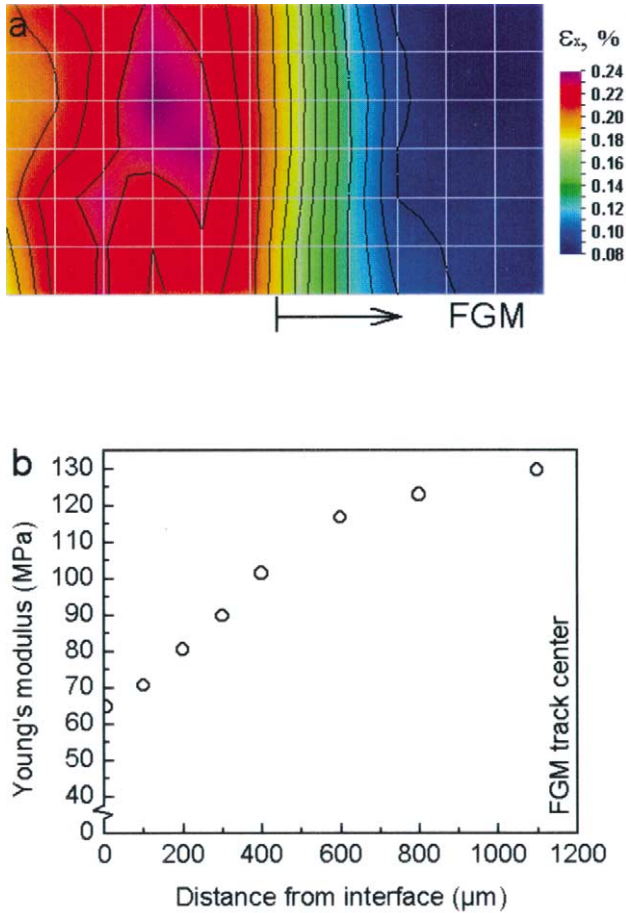 a
εx, %
0.24
0.22
0.20
0.18
0.16
0.14
0.12
0.10
0.08
FGM
b
130
120
110
100
90
80
70
60
50
40
0
Young's modulus (MPa)
FGM track center
0 200 400 600 800 1000 1200
Distance from interface (μm)